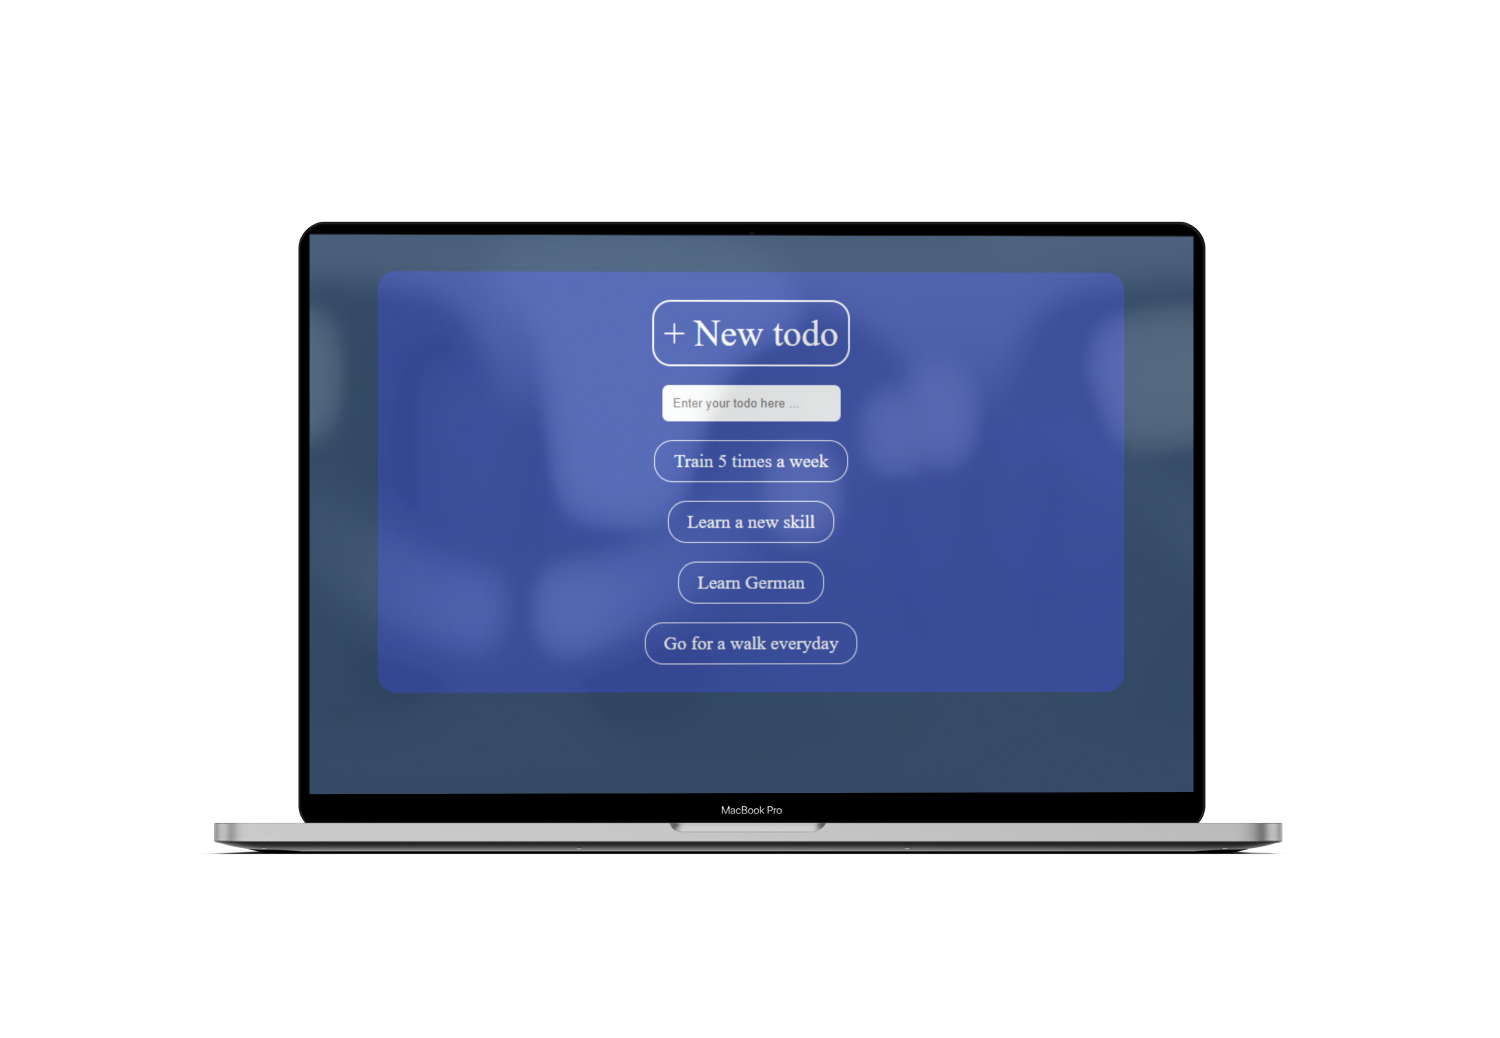 + New todo
Enter your todo here ...
Train 5 times a week
Learn a new skill
Learn German
Go for a walk everyday
MacBook Pro